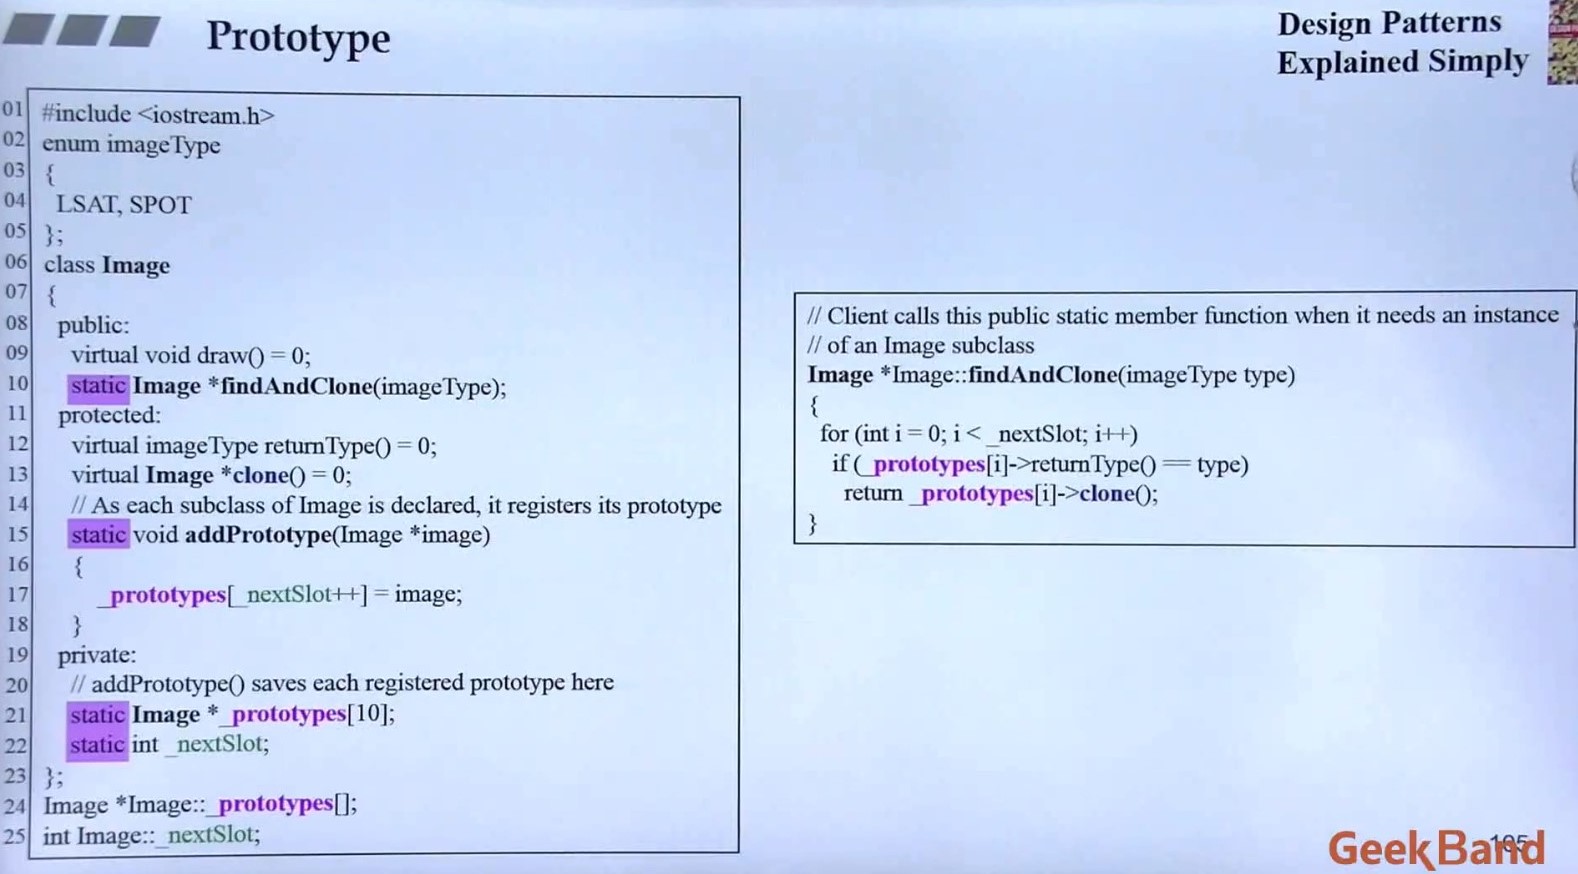 Prototype
Design Patterns
Explained Simply
01 #include <iostream.h>
02 enum imageType
03 {
04 LSAT, SPOT
05 };
06 class Image
07 {
08 public:
09 virtual void draw() = 0;
10 static Image *findAndClone(imageType);
11 protected:
12 virtual imageType returnType() = 0;
13 virtual Image *clone() = 0;
14 // As each subclass of Image is declared, it registers its prototype
15 static void addPrototype(Image *image)
16 {
17 _prototypes[_nextSlot++] = image;
18 }
19 private:
20 // addPrototype() saves each registered prototype here
21 static Image *_prototypes[10];
22 static int _nextSlot;
23 };
24 Image *Image::_prototypes[];
25 int Image::_nextSlot;
// Client calls this public static member function when it needs an instance
// of an Image subclass
Image *Image::findAndClone(imageType type)
{
for (int i = 0; i < _nextSlot; i++)
if (_prototypes[i]->returnType() == type)
return _prototypes[i]->clone();
}
GeekBand